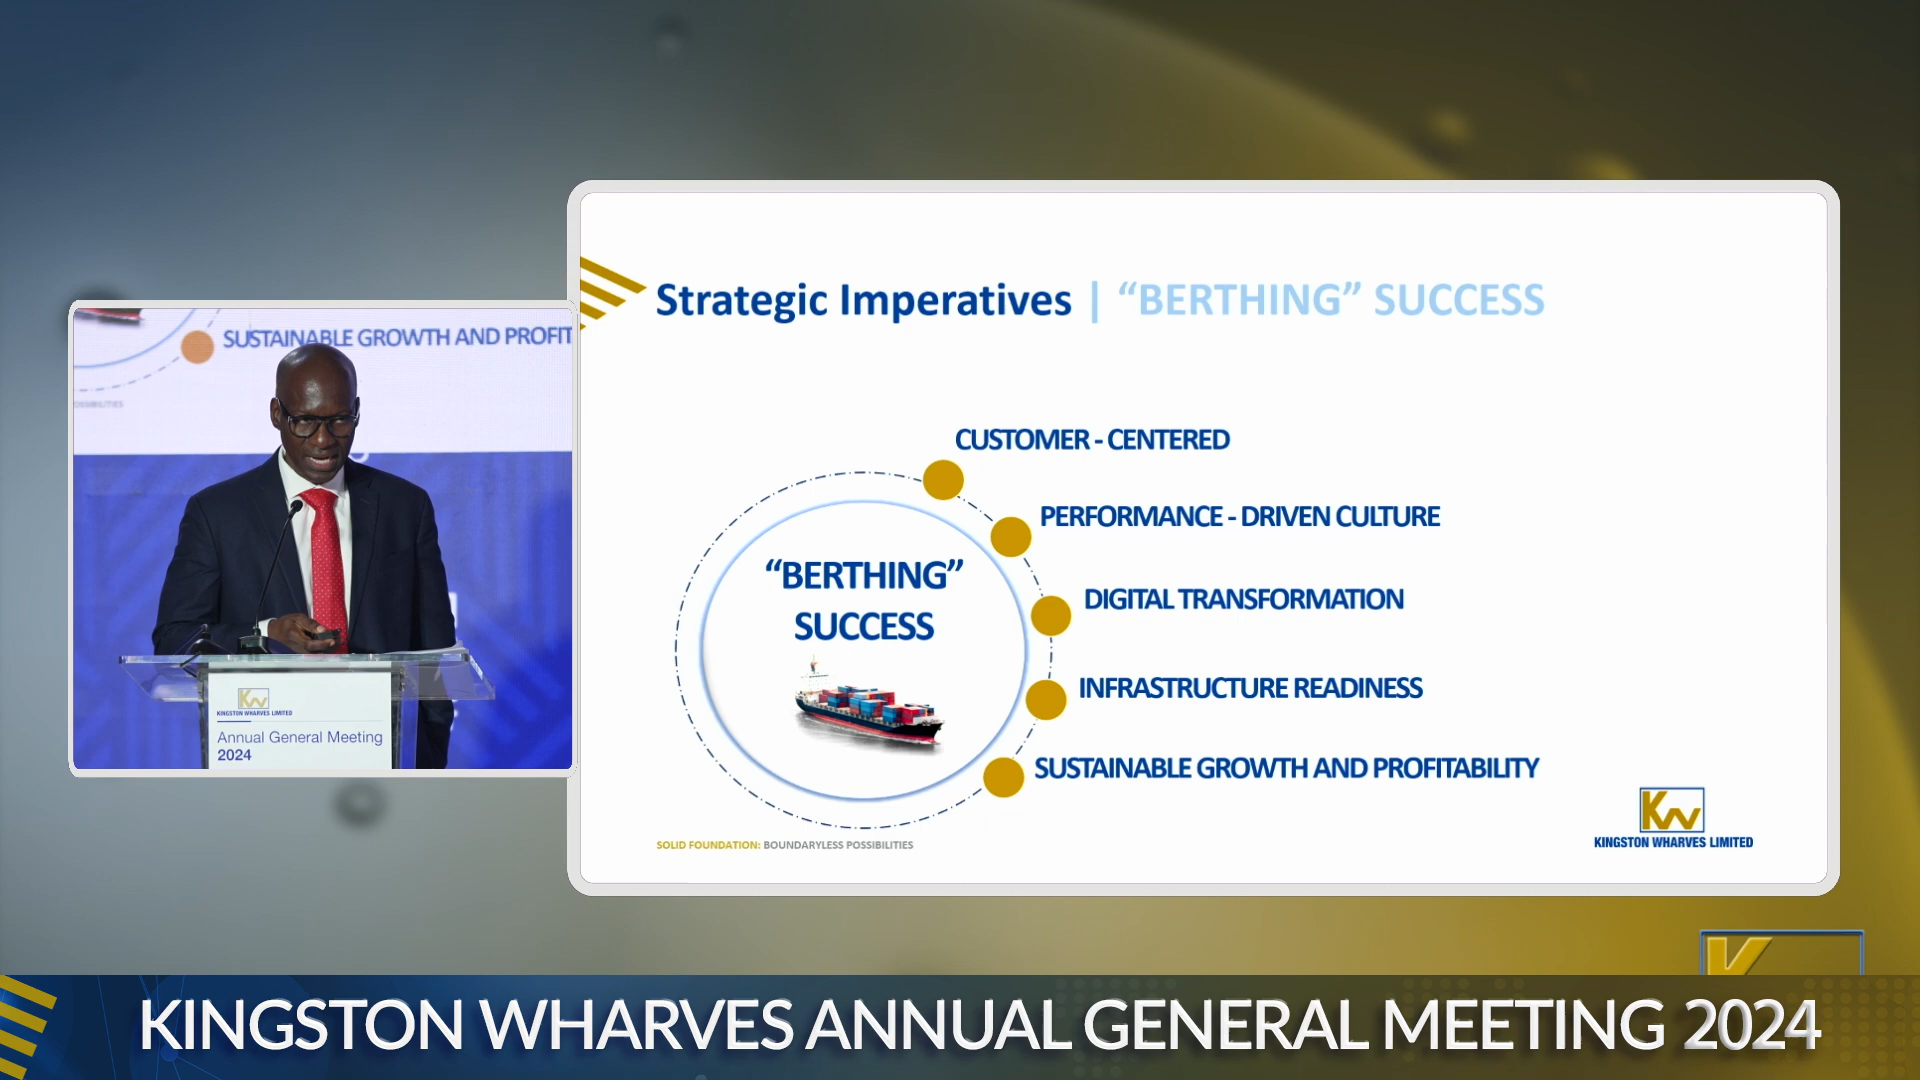 Strategic Imperatives | “BERTHING” SUCCESS
CUSTOMER - CENTERED
PERFORMANCE - DRIVEN CULTURE
DIGITAL TRANSFORMATION
INFRASTRUCTURE READINESS
SUSTAINABLE GROWTH AND PROFITABILITY
“BERTHING”
SUCCESS
SOLID FOUNDATION: BOUNDARYLESS POSSIBILITIES
KW
KINGSTON WHARVES LIMITED
SUSTAINABLE GROWTH AND PROFIT
KW
KINGSTON WHARVES LIMITED
Annual General Meeting
2024
KINGSTON WHARVES ANNUAL GENERAL MEETING 2024